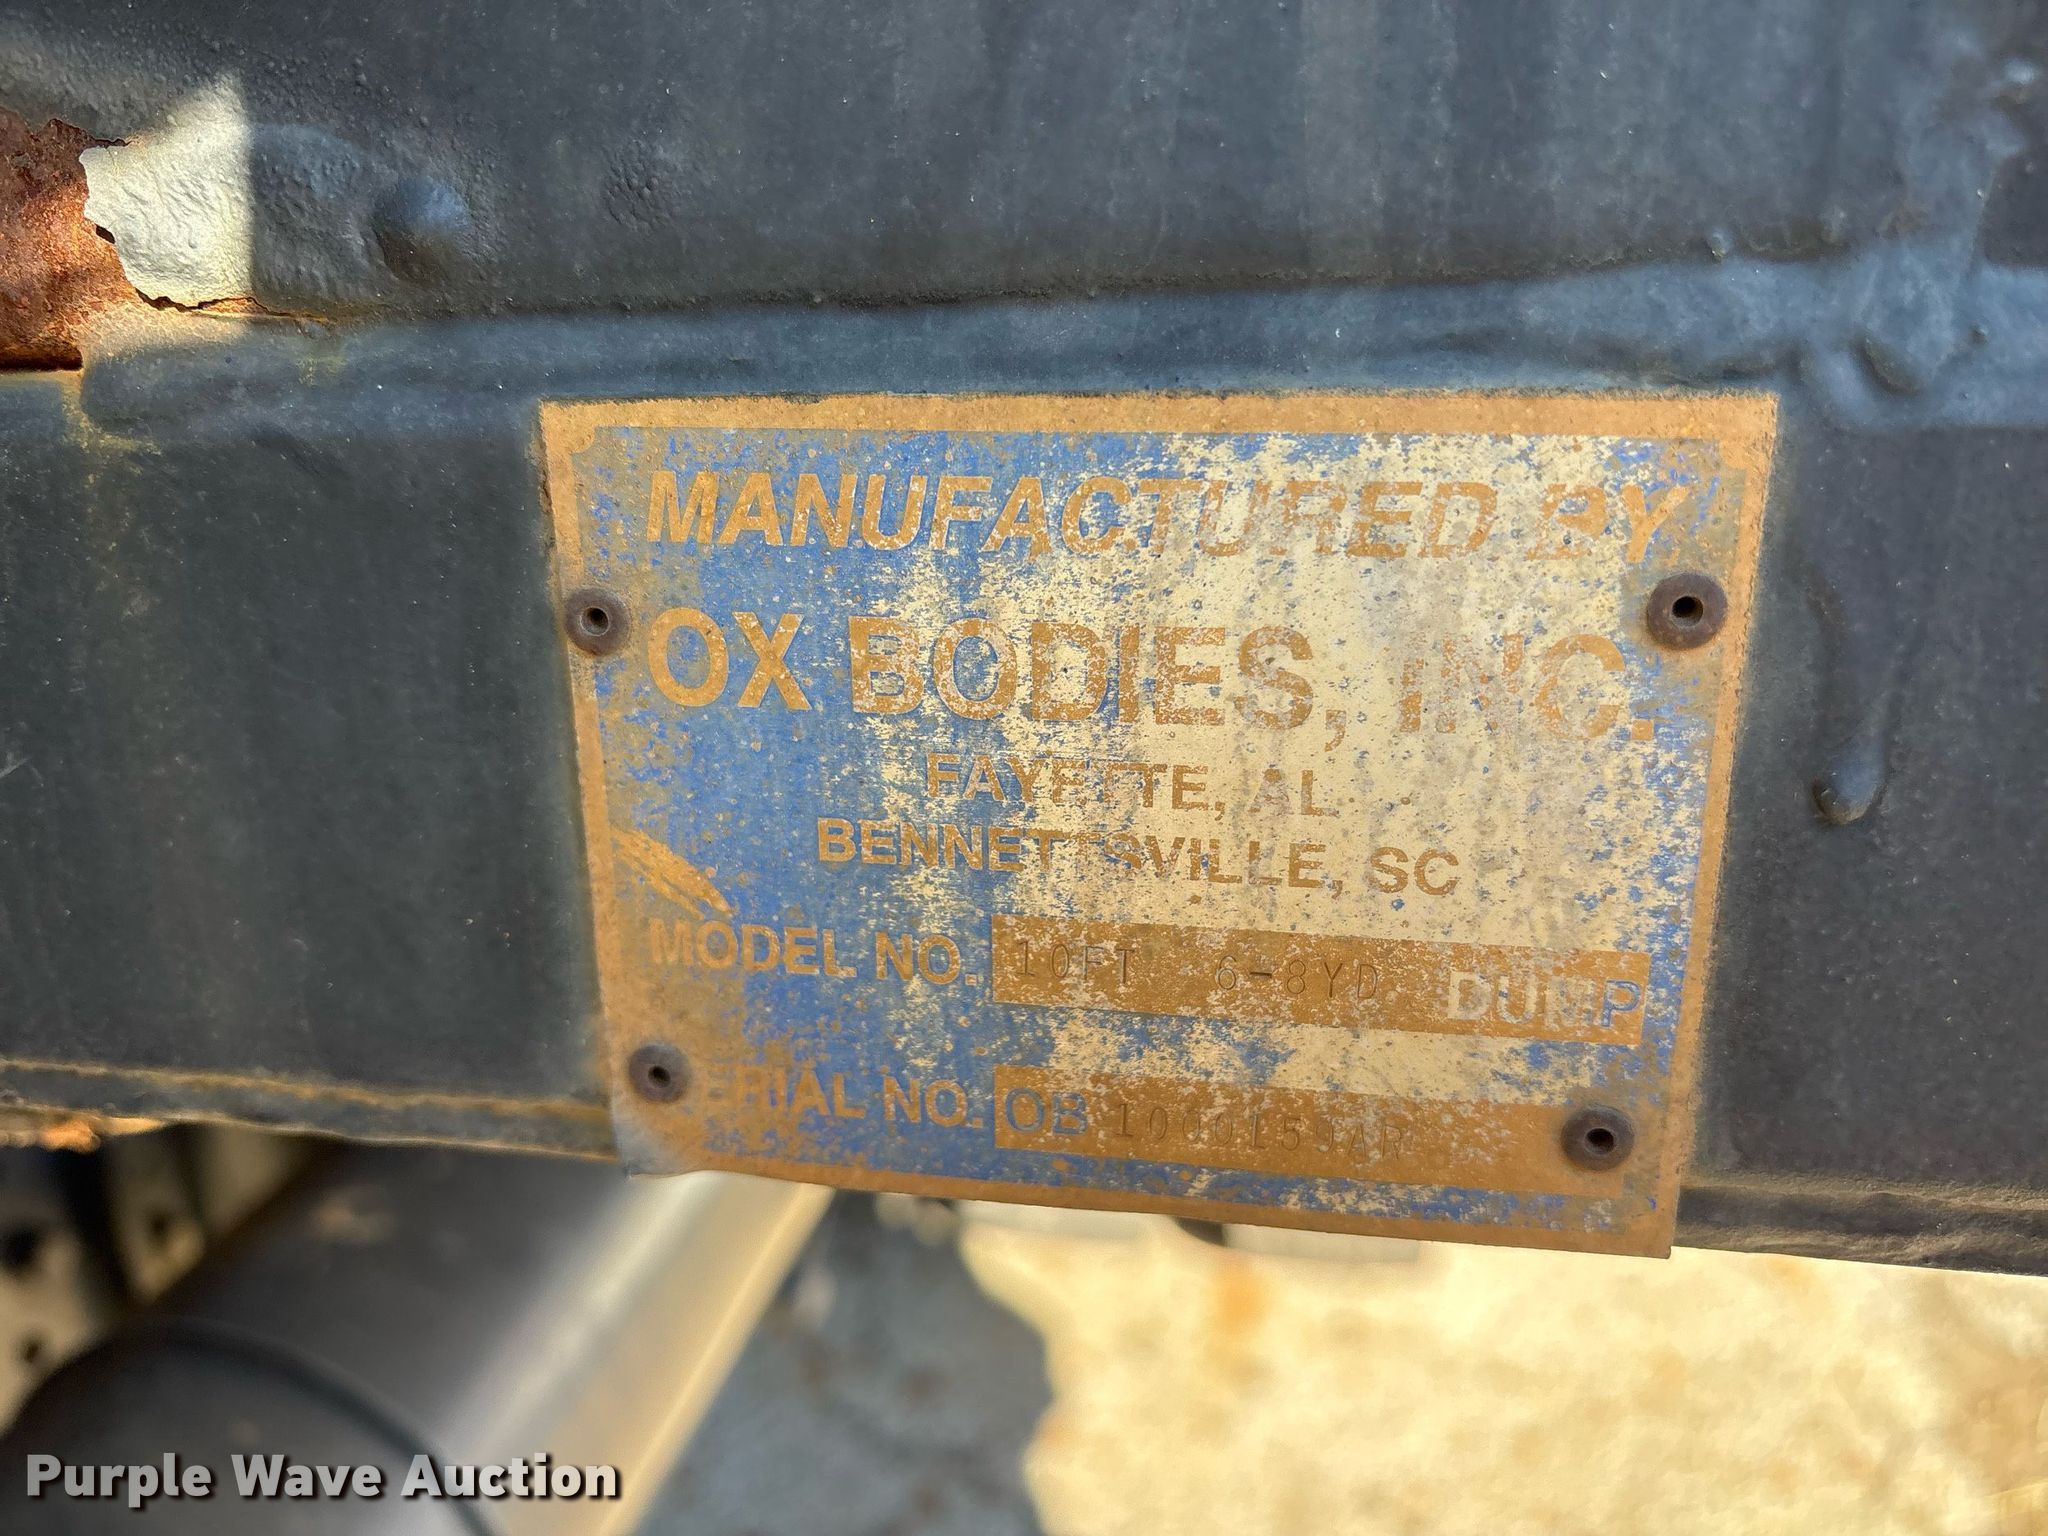 MANUFACTURED BY
OX BODIES, INC.
FAYETTE, AL
BENNETTSVILLE, SC
MODEL NO. 10FT 6-8YD DUMP
SERIAL NO. OB 1000159AR
Purple Wave Auction